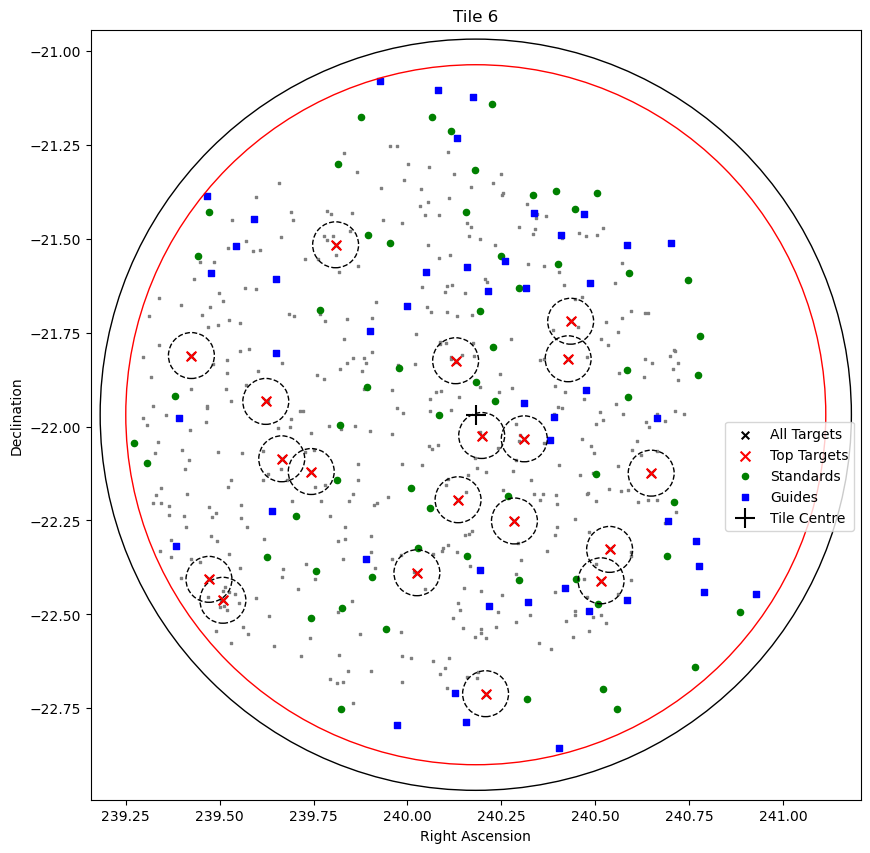 Tile 6
−21.00
−21.25
−21.50
−21.75
−22.00
−22.25
−22.50
−22.75
Declination
All Targets
Top Targets
Standards
Guides
Tile Centre
239.25
239.50
239.75
240.00
240.25
240.50
240.75
241.00
Right Ascension